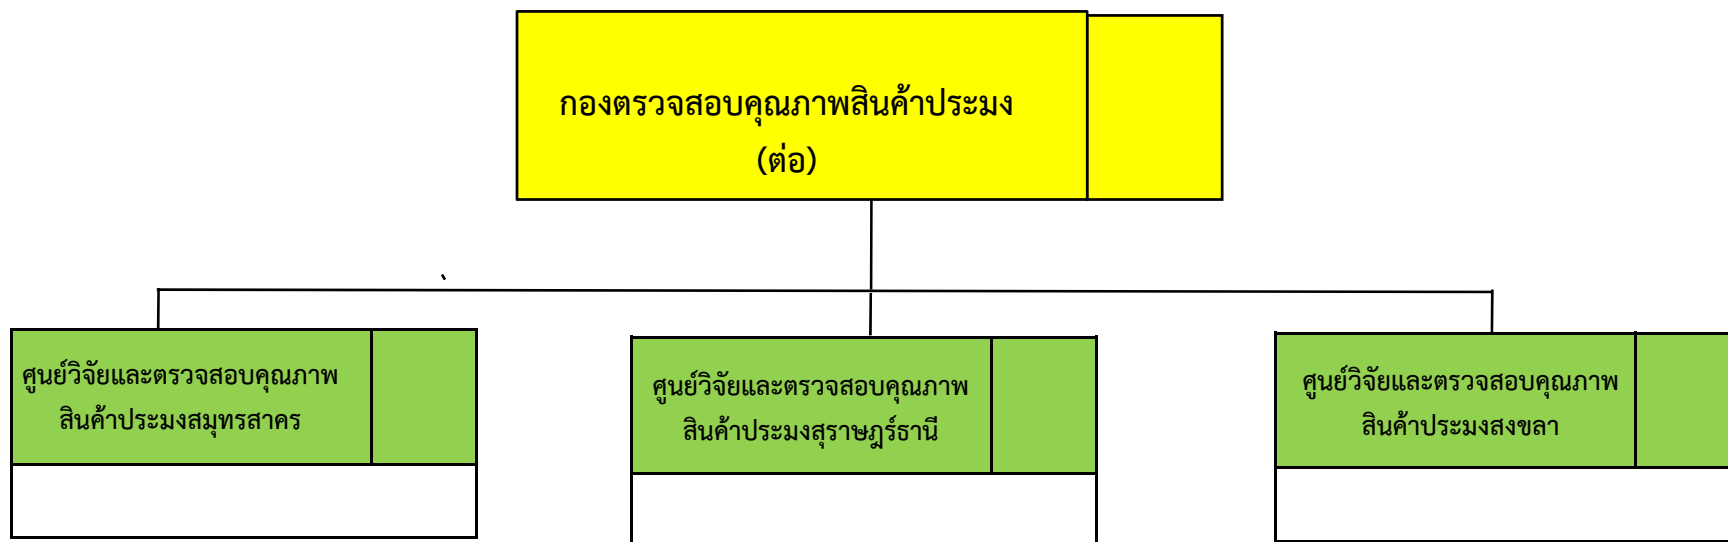 กองตรวจสอบคุณภาพสินค้าประมง
(ต่อ)
ศูนย์วิจัยและตรวจสอบคุณภาพ
สินค้าประมงสมุทรสาคร
ศูนย์วิจัยและตรวจสอบคุณภาพ
สินค้าประมงสุราษฎร์ธานี
ศูนย์วิจัยและตรวจสอบคุณภาพ
สินค้าประมงสงขลา